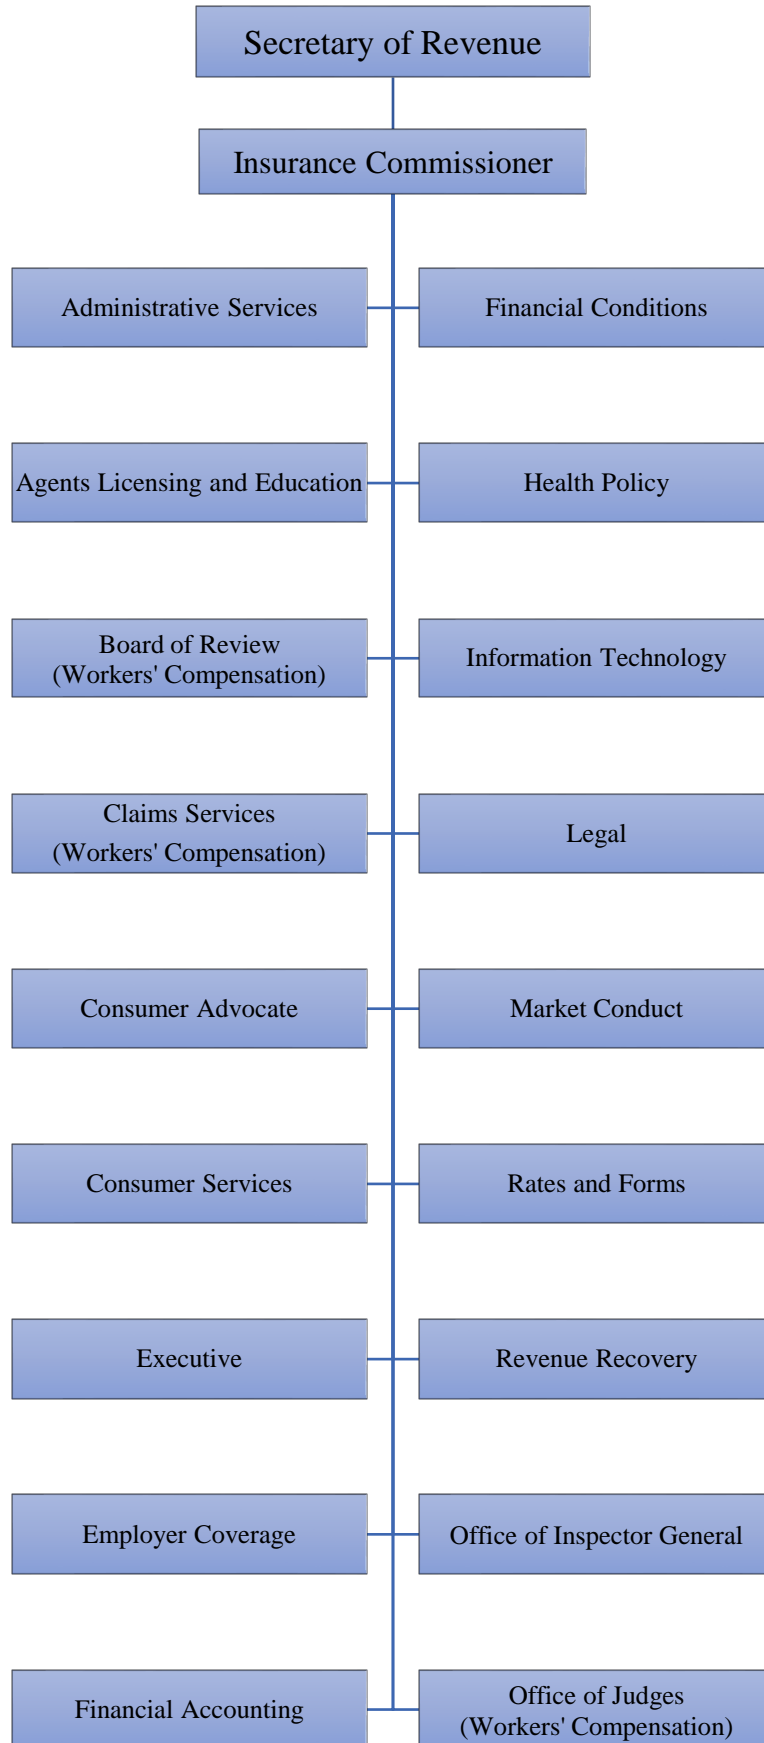 Secretary of Revenue
Insurance Commissioner
Administrative Services
Financial Conditions
Agents Licensing and Education
Health Policy
Board of Review
(Workers' Compensation)
Information Technology
Claims Services
(Workers' Compensation)
Legal
Consumer Advocate
Market Conduct
Consumer Services
Rates and Forms
Executive
Revenue Recovery
Employer Coverage
Office of Inspector General
Financial Accounting
Office of Judges
(Workers' Compensation)